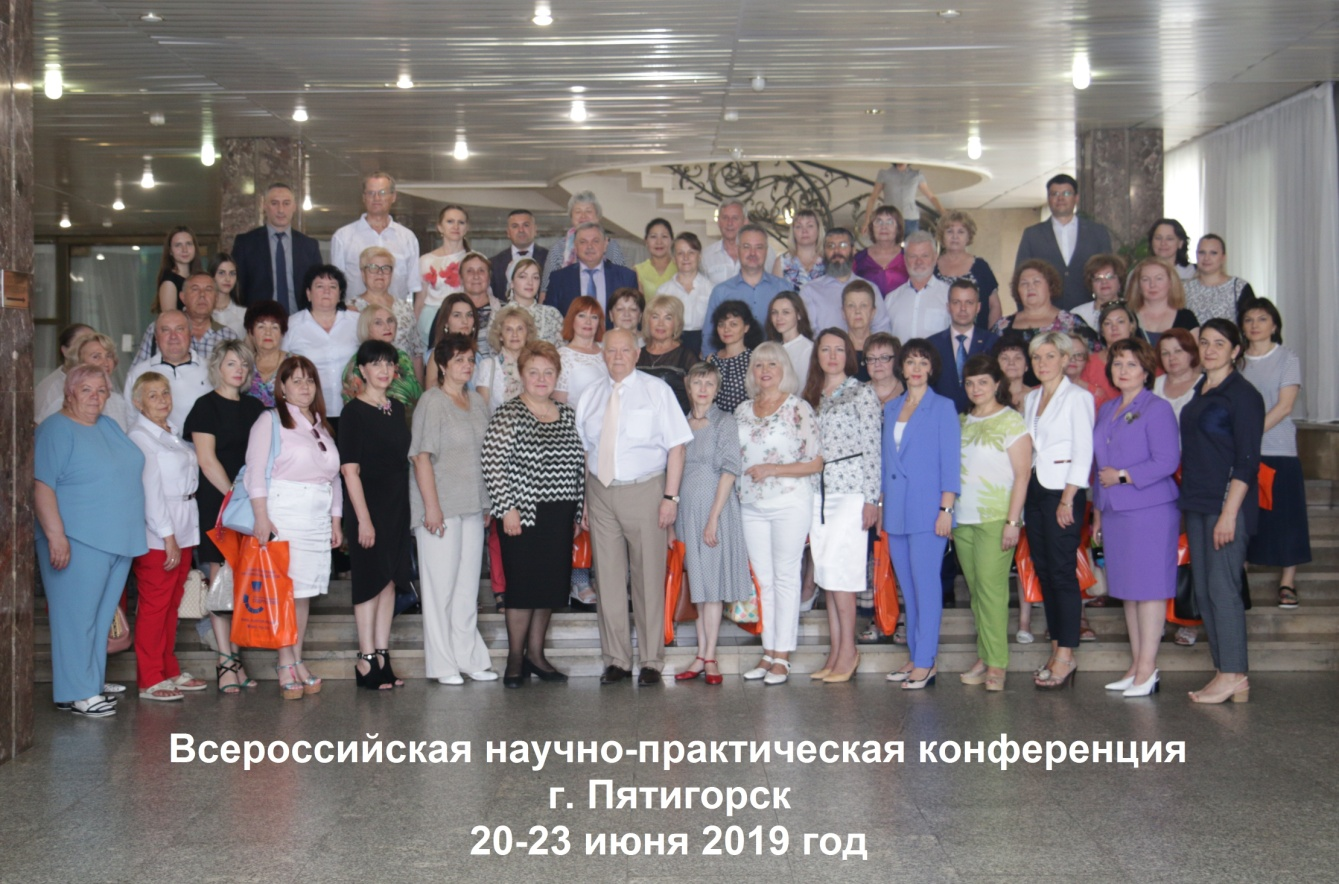 Всероссийская научно-практическая конференция
г. Пятигорск
20-23 июня 2019 год